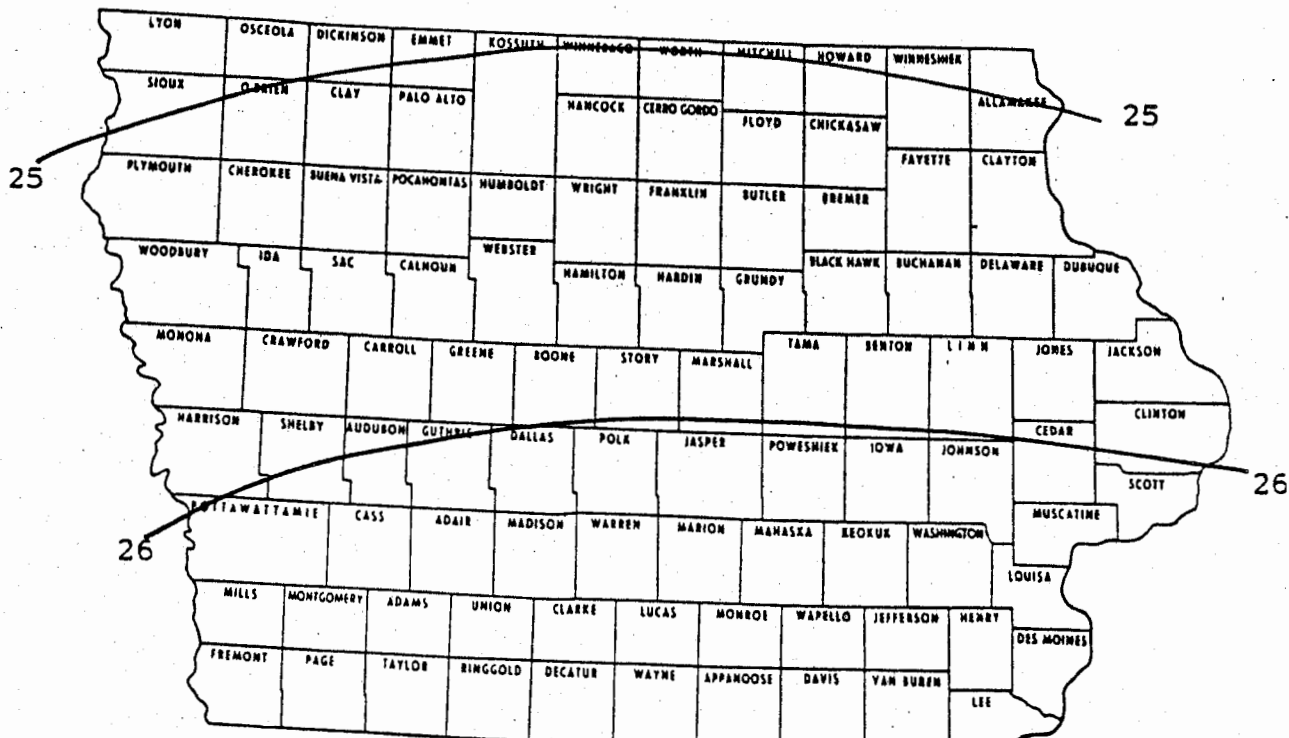 LYON OSCEOLA DICKINSON EMMET KOSSUTH WINNEBAGO WORTH MITCHELL HOWARD WINNESHIEK
SIOUX O'BRIEN CLAY PALO ALTO HANCOCK CERRO GORDO FLOYD CHICKASAW ALLAMAKEE 25
25 PLYMOUTH CHEROKEE BUENA VISTA POCAHONTAS HUMBOLDT WRIGHT FRANKLIN BUTLER BREMER FAYETTE CLAYTON
WOODBURY IDA SAC CALHOUN WEBSTER HAMILTON HARDIN GRUNDY BLACK HAWK BUCHANAN DELAWARE DUBUQUE
MONONA CRAWFORD CARROLL GREENE BOONE STORY MARSHALL TAMA BENTON LINN JONES JACKSON
HARRISON SHELBY AUDUBON GUTHRIE DALLAS POLK JASPER POWESHIEK IOWA JOHNSON CEDAR CLINTON
SCOTT 26
26 POTTAWATTAMIE CASS ADAIR MADISON WARREN MARION MAHASKA KEOKUK WASHINGTON MUSCATINE
LOUISA
MILLS MONTGOMERY ADAMS UNION CLARKE LUCAS MONROE WAPELLO JEFFERSON HENRY DES MOINES
FREMONT PAGE TAYLOR RINGGOLD DECATUR WAYNE APPANOOSE DAVIS VAN BUREN LEE